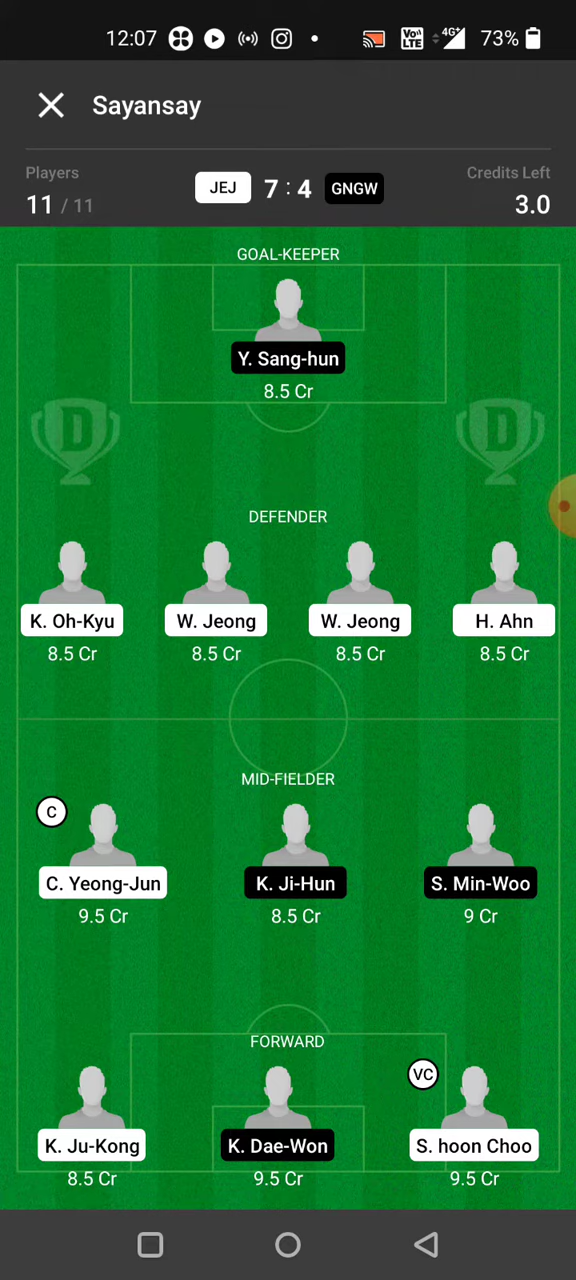 12:07 Vo LTE 4G+ 73%
Sayansay
Players
11 / 11
JEJ 7 : 4 GNGW
Credits Left
3.0
GOAL-KEEPER
Y. Sang-hun
8.5 Cr
D D
DEFENDER
K. Oh-Kyu W. Jeong W. Jeong H. Ahn
8.5 Cr 8.5 Cr 8.5 Cr 8.5 Cr
MID-FIELDER
C
C. Yeong-Jun K. Ji-Hun S. Min-Woo
9.5 Cr 8.5 Cr 9 Cr
FORWARD
VC
K. Ju-Kong K. Dae-Won S. hoon Choo
8.5 Cr 9.5 Cr 9.5 Cr